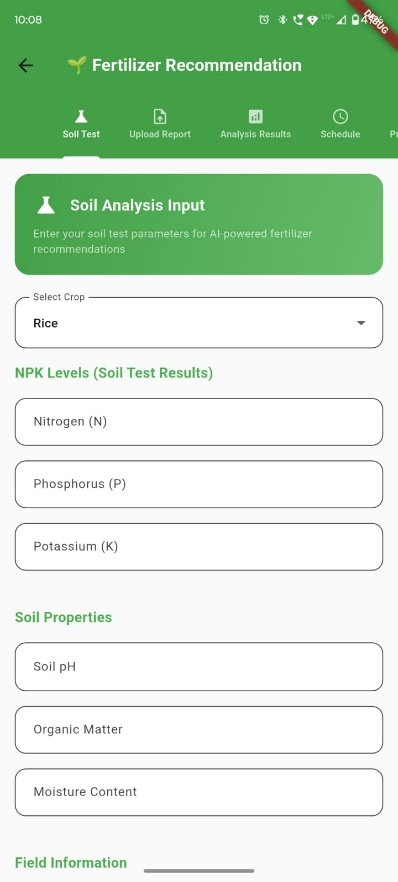 10:08
LTE+
DEBUG
🌱 Fertilizer Recommendation
Soil Test
Upload Report
Analysis Results
Schedule
Soil Analysis Input
Enter your soil test parameters for AI-powered fertilizer
recommendations
Select Crop
Rice
NPK Levels (Soil Test Results)
Nitrogen (N)
Phosphorus (P)
Potassium (K)
Soil Properties
Soil pH
Organic Matter
Moisture Content
Field Information